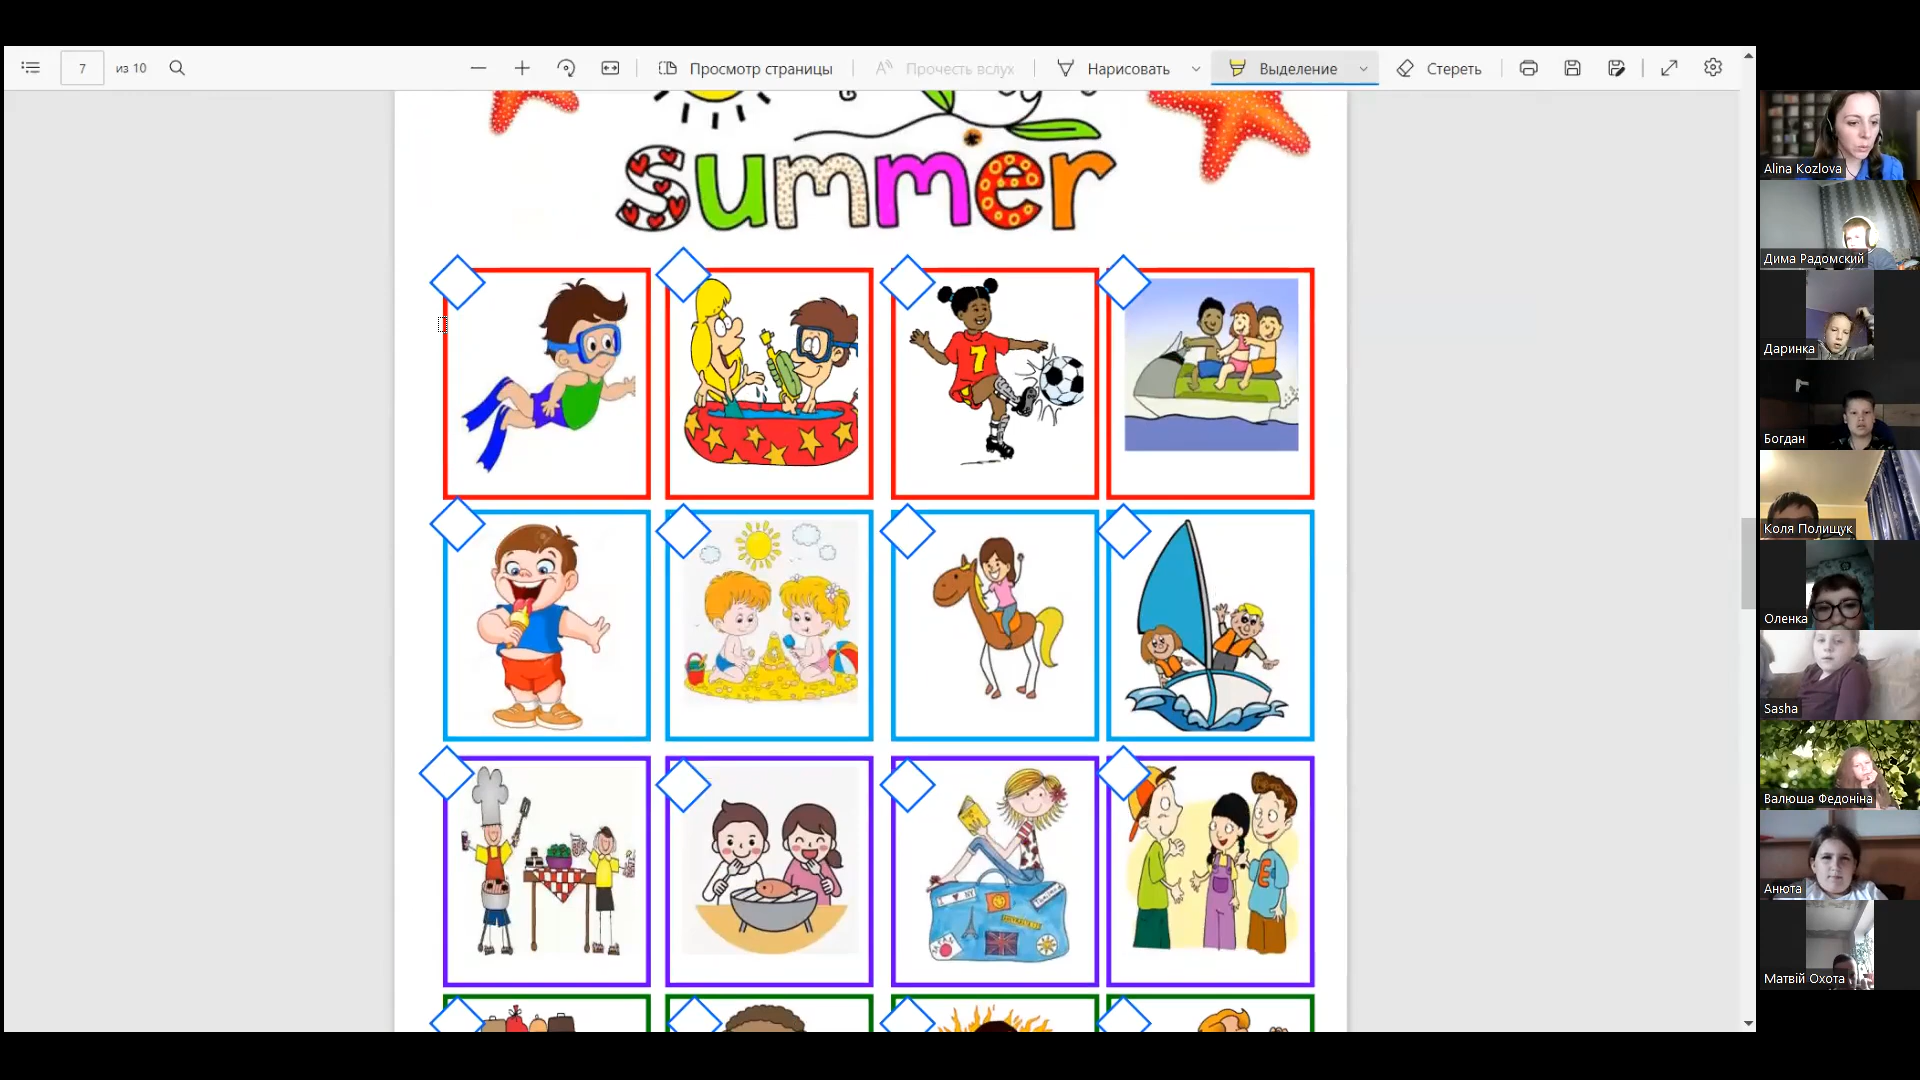 7 из 10 Просмотр страницы Прочесть вслух Нарисовать Выделение Стереть
summer
7
E
Alina Kozlova
Дима Радомский
Даринка
Богдан
Коля Полищук
Оленка
Sasha
Валюша Федоніна
Анюта
Матвій Охота